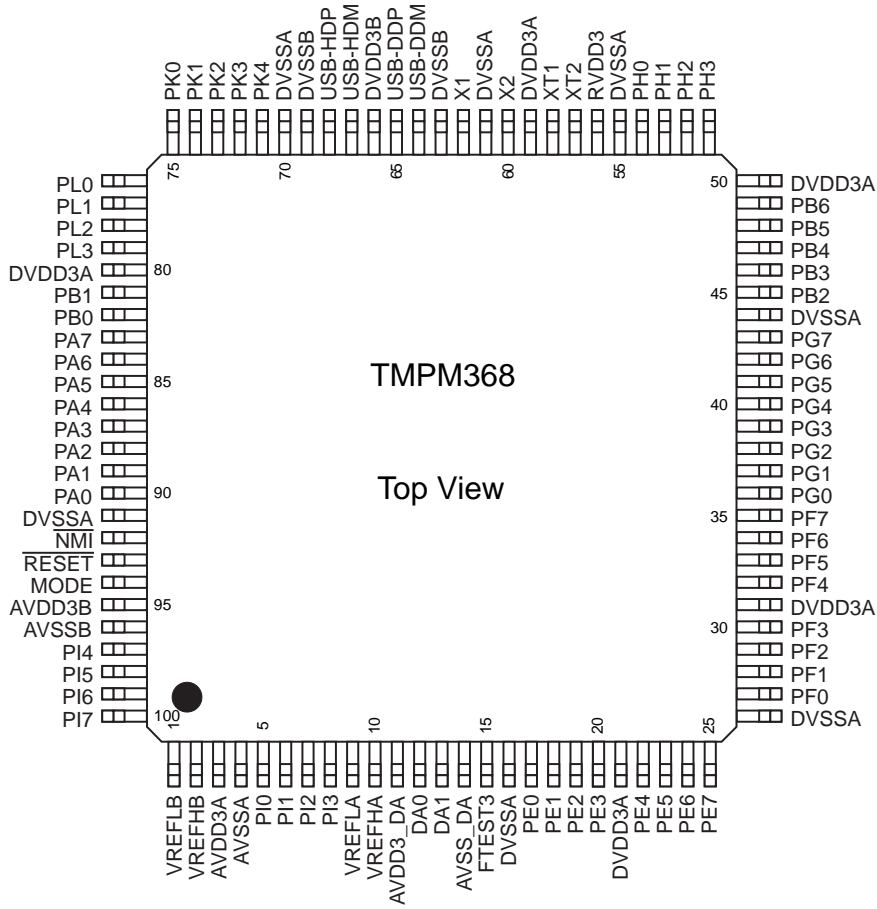 PK0
PK1
PK2
PK3
PK4
DVSSA
DVSSB
USB-HDP
USB-HDM
DVDD3B
USB-DDP
USB-DDM
DVSSB
X1
DVSSA
X2
DVDD3A
XT1
XT2
RVDD3
DVSSA
PH0
PH1
PH2
PH3
75
70
65
60
55
PL0
PL1
PL2
PL3
DVDD3A
PB1
PB0
PA7
PA6
PA5
PA4
PA3
PA2
PA1
PA0
DVSSA
NMI
RESET
MODE
AVDD3B
AVSSB
PI4
PI5
PI6
PI7
80
85
90
95
100
TMPM368
Top View
50
45
40
35
30
DVDD3A
PB6
PB5
PB4
PB3
PB2
DVSSA
PG7
PG6
PG5
PG4
PG3
PG2
PG1
PG0
PF7
PF6
PF5
PF4
DVDD3A
PF3
PF2
PF1
PF0
DVSSA
1
5
10
15
20
25
VREFLB
VREFHB
AVDD3A
AVSSA
PI0
PI1
PI2
PI3
VREFLA
VREFHA
AVDD3_DA
DA0
DA1
AVSS_DA
FTEST3
DVSSA
PE0
PE1
PE2
PE3
DVDD3A
PE4
PE5
PE6
PE7